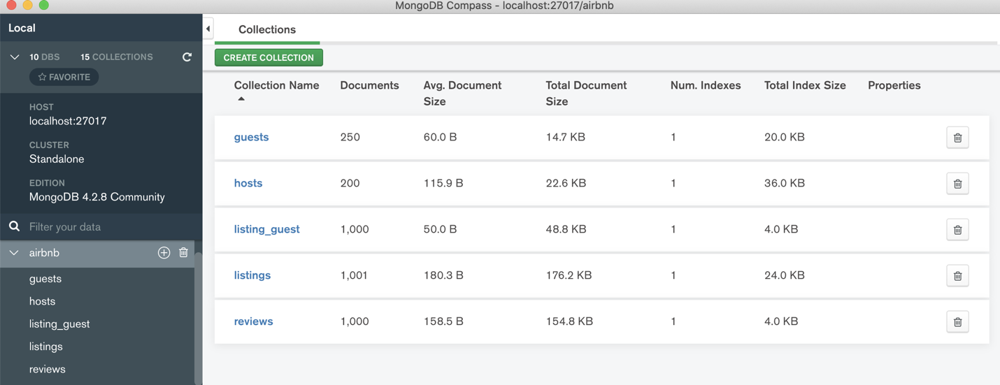 MongoDB Compass - localhost:27017/airbnb
Local
10 DBS 15 COLLECTIONS
FAVORITE
HOST
localhost:27017
CLUSTER
Standalone
EDITION
MongoDB 4.2.8 Community
Filter your data
airbnb
guests
hosts
listing_guest
listings
reviews
Collections
CREATE COLLECTION
Collection Name Documents Avg. Document Size Total Document Size Num. Indexes Total Index Size Properties
guests 250 60.0 B 14.7 KB 1 20.0 KB
hosts 200 115.9 B 22.6 KB 1 36.0 KB
listing_guest 1,000 50.0 B 48.8 KB 1 4.0 KB
listings 1,001 180.3 B 176.2 KB 1 24.0 KB
reviews 1,000 158.5 B 154.8 KB 1 4.0 KB